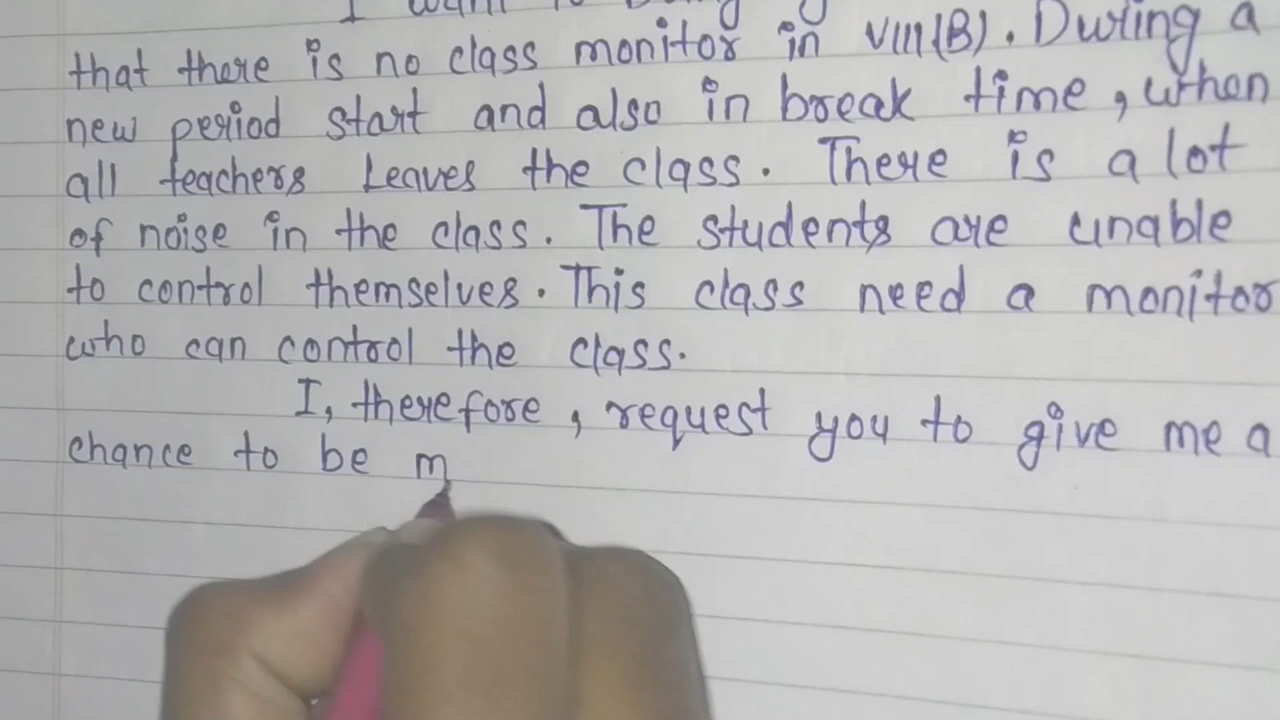 I want to
that there is no class monitor in VIII(B). During a
new period start and also in break time, when
all teachers Leaves the class. There is a lot
of noise in the class. The students are unable
to control themselves. This class need a monitor
who can control the class.
I, therefore, request you to give me a
chance to be m